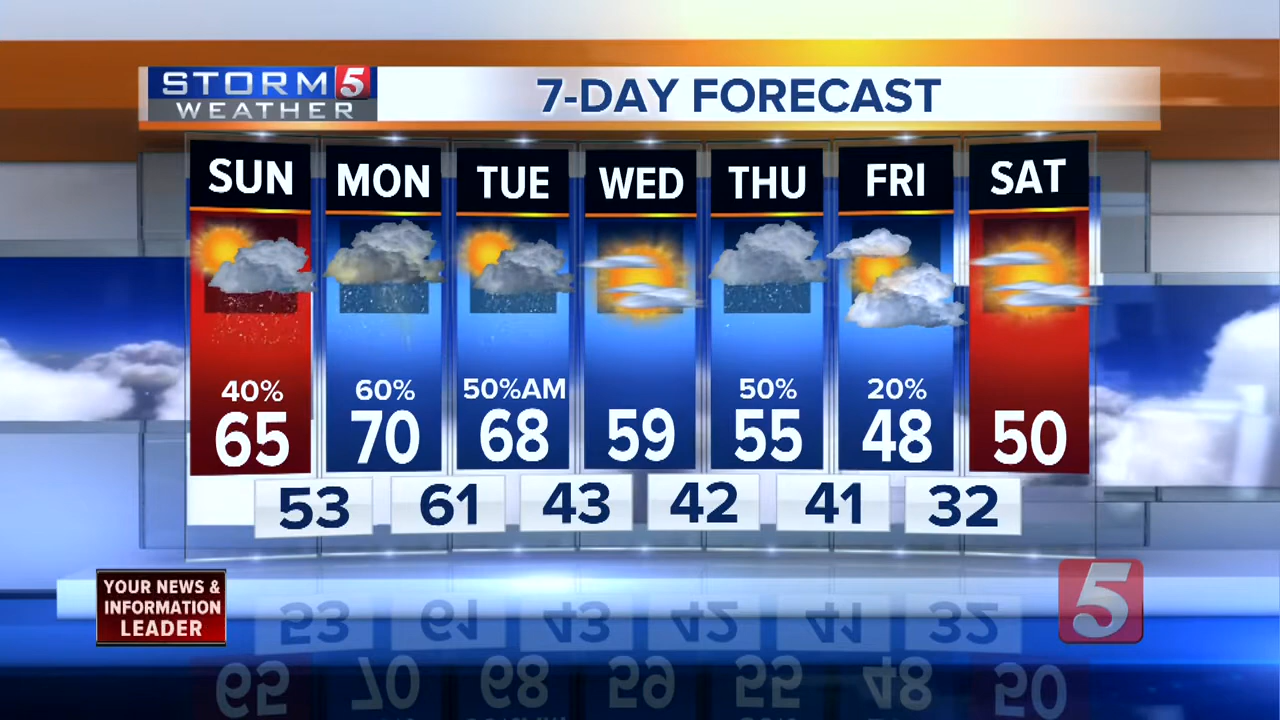 STORM 5
WEATHER
7-DAY FORECAST
SUN MON TUE WED THU FRI SAT
40% 60% 50%AM 50% 20%
65 70 68 59 55 48 50
53 61 43 42 41 32
YOUR NEWS &
INFORMATION
LEADER
5